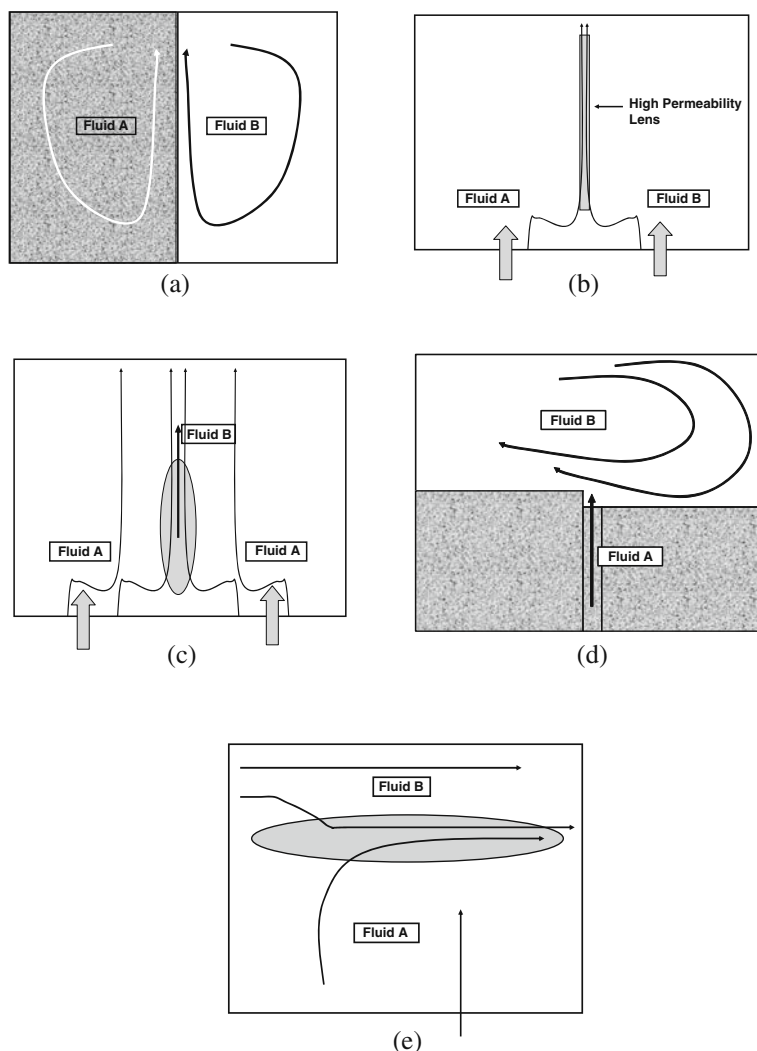 Fluid A
Fluid B
(a)
High Permeability
Lens
Fluid A
Fluid B
(b)
Fluid B
Fluid A
Fluid A
(c)
Fluid B
Fluid A
(d)
Fluid B
Fluid A
(e)